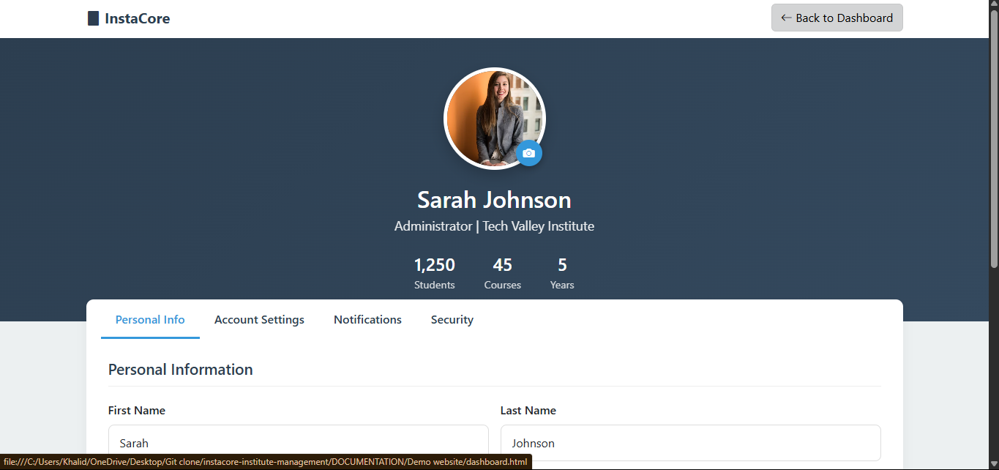 InstaCore
← Back to Dashboard
Sarah Johnson
Administrator | Tech Valley Institute
1,250 45 5
Students Courses Years
Personal Info Account Settings Notifications Security
Personal Information
First Name Last Name
Sarah Johnson
file:///C:/Users/Khalid/OneDrive/Desktop/Git clone/instacore-institute-management/DOCUMENTATION/Demo website/dashboard.html